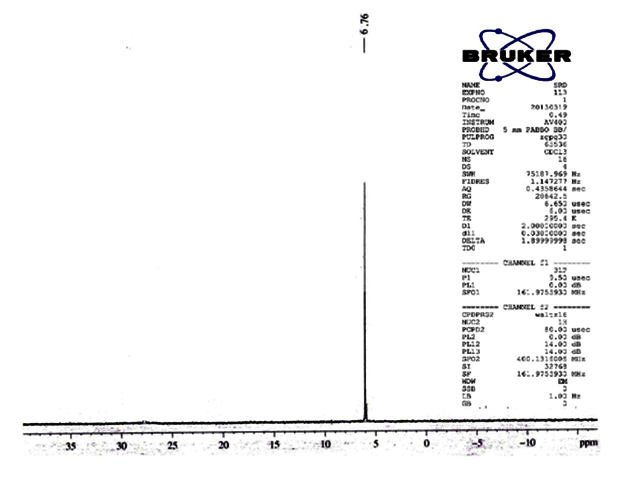 6.76
BRUKER
NAME SRD
EXPNO 113
PROCNO 1
Date_ 20130319
Time 0.49
INSTRUM AV400
PROBHD 5 mm PABBO BB/
PULPROG zgpg30
TD 65536
SOLVENT CDCl3
NS 16
DS 4
SWH 75187.969 Hz
FIDRES 1.147277 Hz
AQ 0.4358644 sec
RG 20642.5
DW 6.650 usec
DE 6.00 usec
TE 295.4 K
D1 2.00000000 sec
d11 0.03000000 sec
DELTA 1.89999998 sec
TD0 1
CHANNEL f1
NUC1 31P
P1 9.50 usec
PL1 0.00 dB
SFO1 161.9755930 MHz
CHANNEL f2
CPDPRG2 waltz16
NUC2 1H
PCPD2 80.00 usec
PL2 0.00 dB
PL12 14.00 dB
PL13 14.00 dB
SFO2 400.1316005 MHz
SI 32768
SF 161.9755930 MHz
WDW EM
SSB 0
LB 1.00 Hz
GB
35 30 25 20 15 10 5 0 -5 -10 ppm